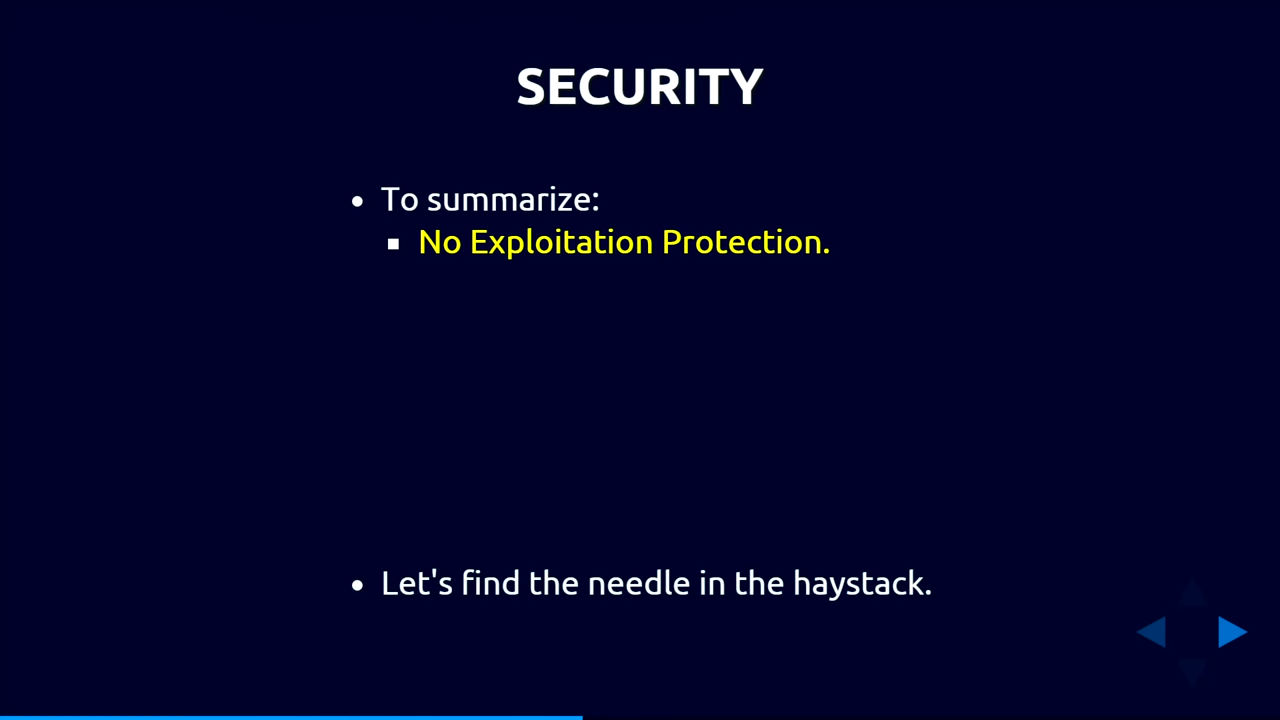 SECURITY
To summarize:
No Exploitation Protection.
Let's find the needle in the haystack.